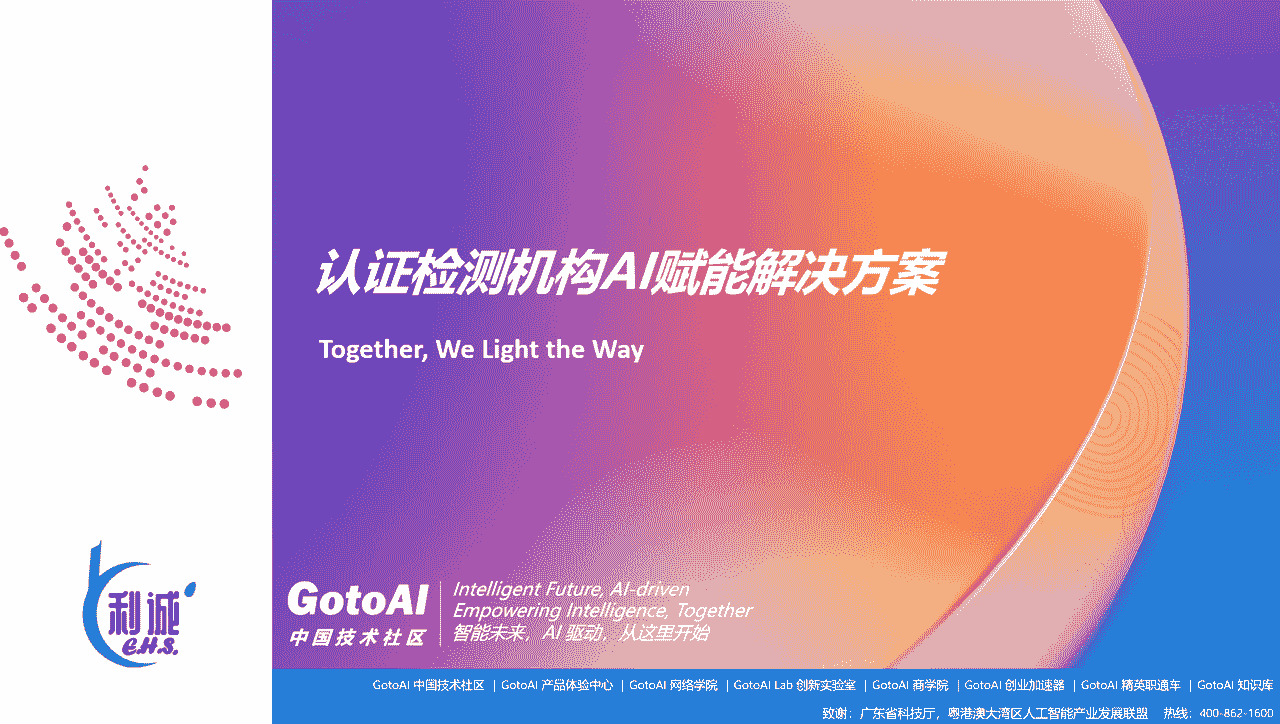 认证检测机构AI赋能解决方案
Together, We Light the Way
利诚
E.H.S.
GotoAI
中国技术社区
Intelligent Future, AI-driven
Empowering Intelligence, Together
智能未来，AI 驱动，从这里开始
GotoAI 中国技术社区 | GotoAI 产品体验中心 | GotoAI 网络学院 | GotoAI Lab 创新实验室 | GotoAI 商学院 | GotoAI 创业加速器 | GotoAI 精英职通车 | GotoAI 知识库
致谢：广东省科技厅，粤港澳大湾区人工智能产业发展联盟 热线：400-862-1600